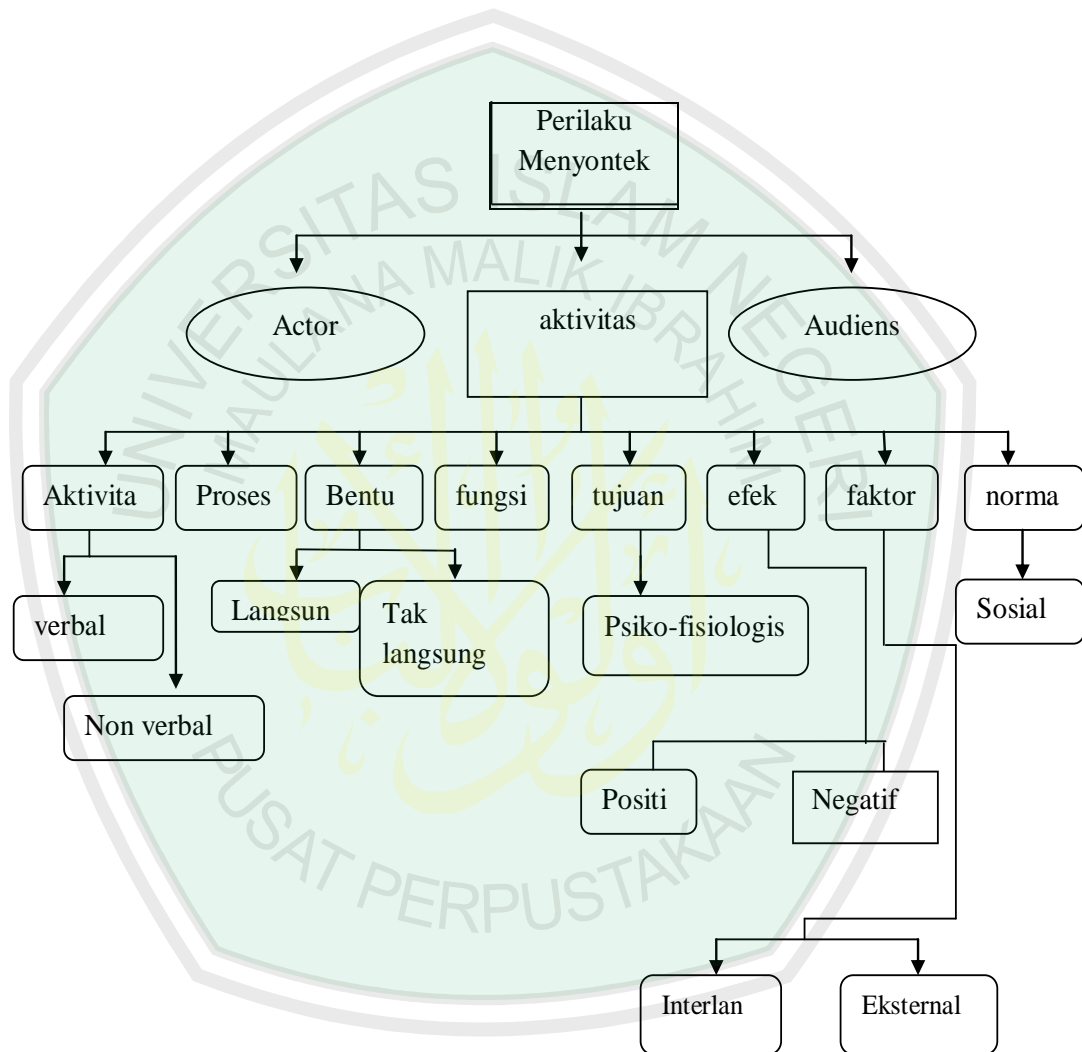 Perilaku
Menyontek
Actor
aktivitas
Audiens
Aktivita
Proses
Bentu
fungsi
tujuan
efek
faktor
norma
verbal
Non verbal
Langsun
Tak
langsung
Psiko-fisiologis
Sosial
Positi
Negatif
Interlan
Eksternal
UNIVERSITAS ISLAM NEGERI
MAULANA MALIK IBRAHIM
PUSAT PERPUSTAKAAN